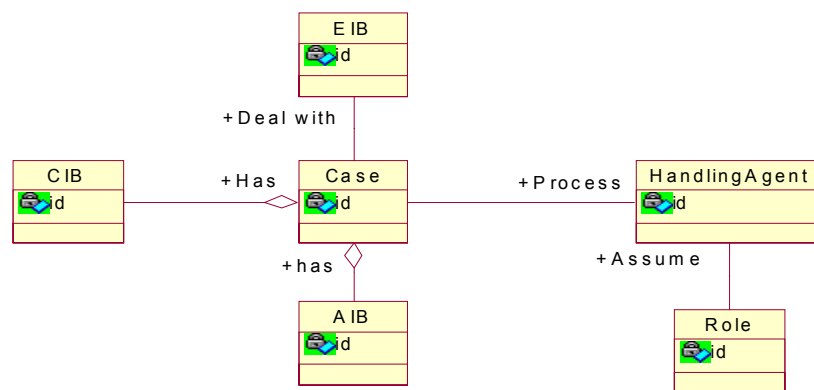 EIB
id
+Deal with
CIB
id
+Has
Case
id
+Process
HandlingAgent
id
+has
+Assume
AIB
id
Role
id